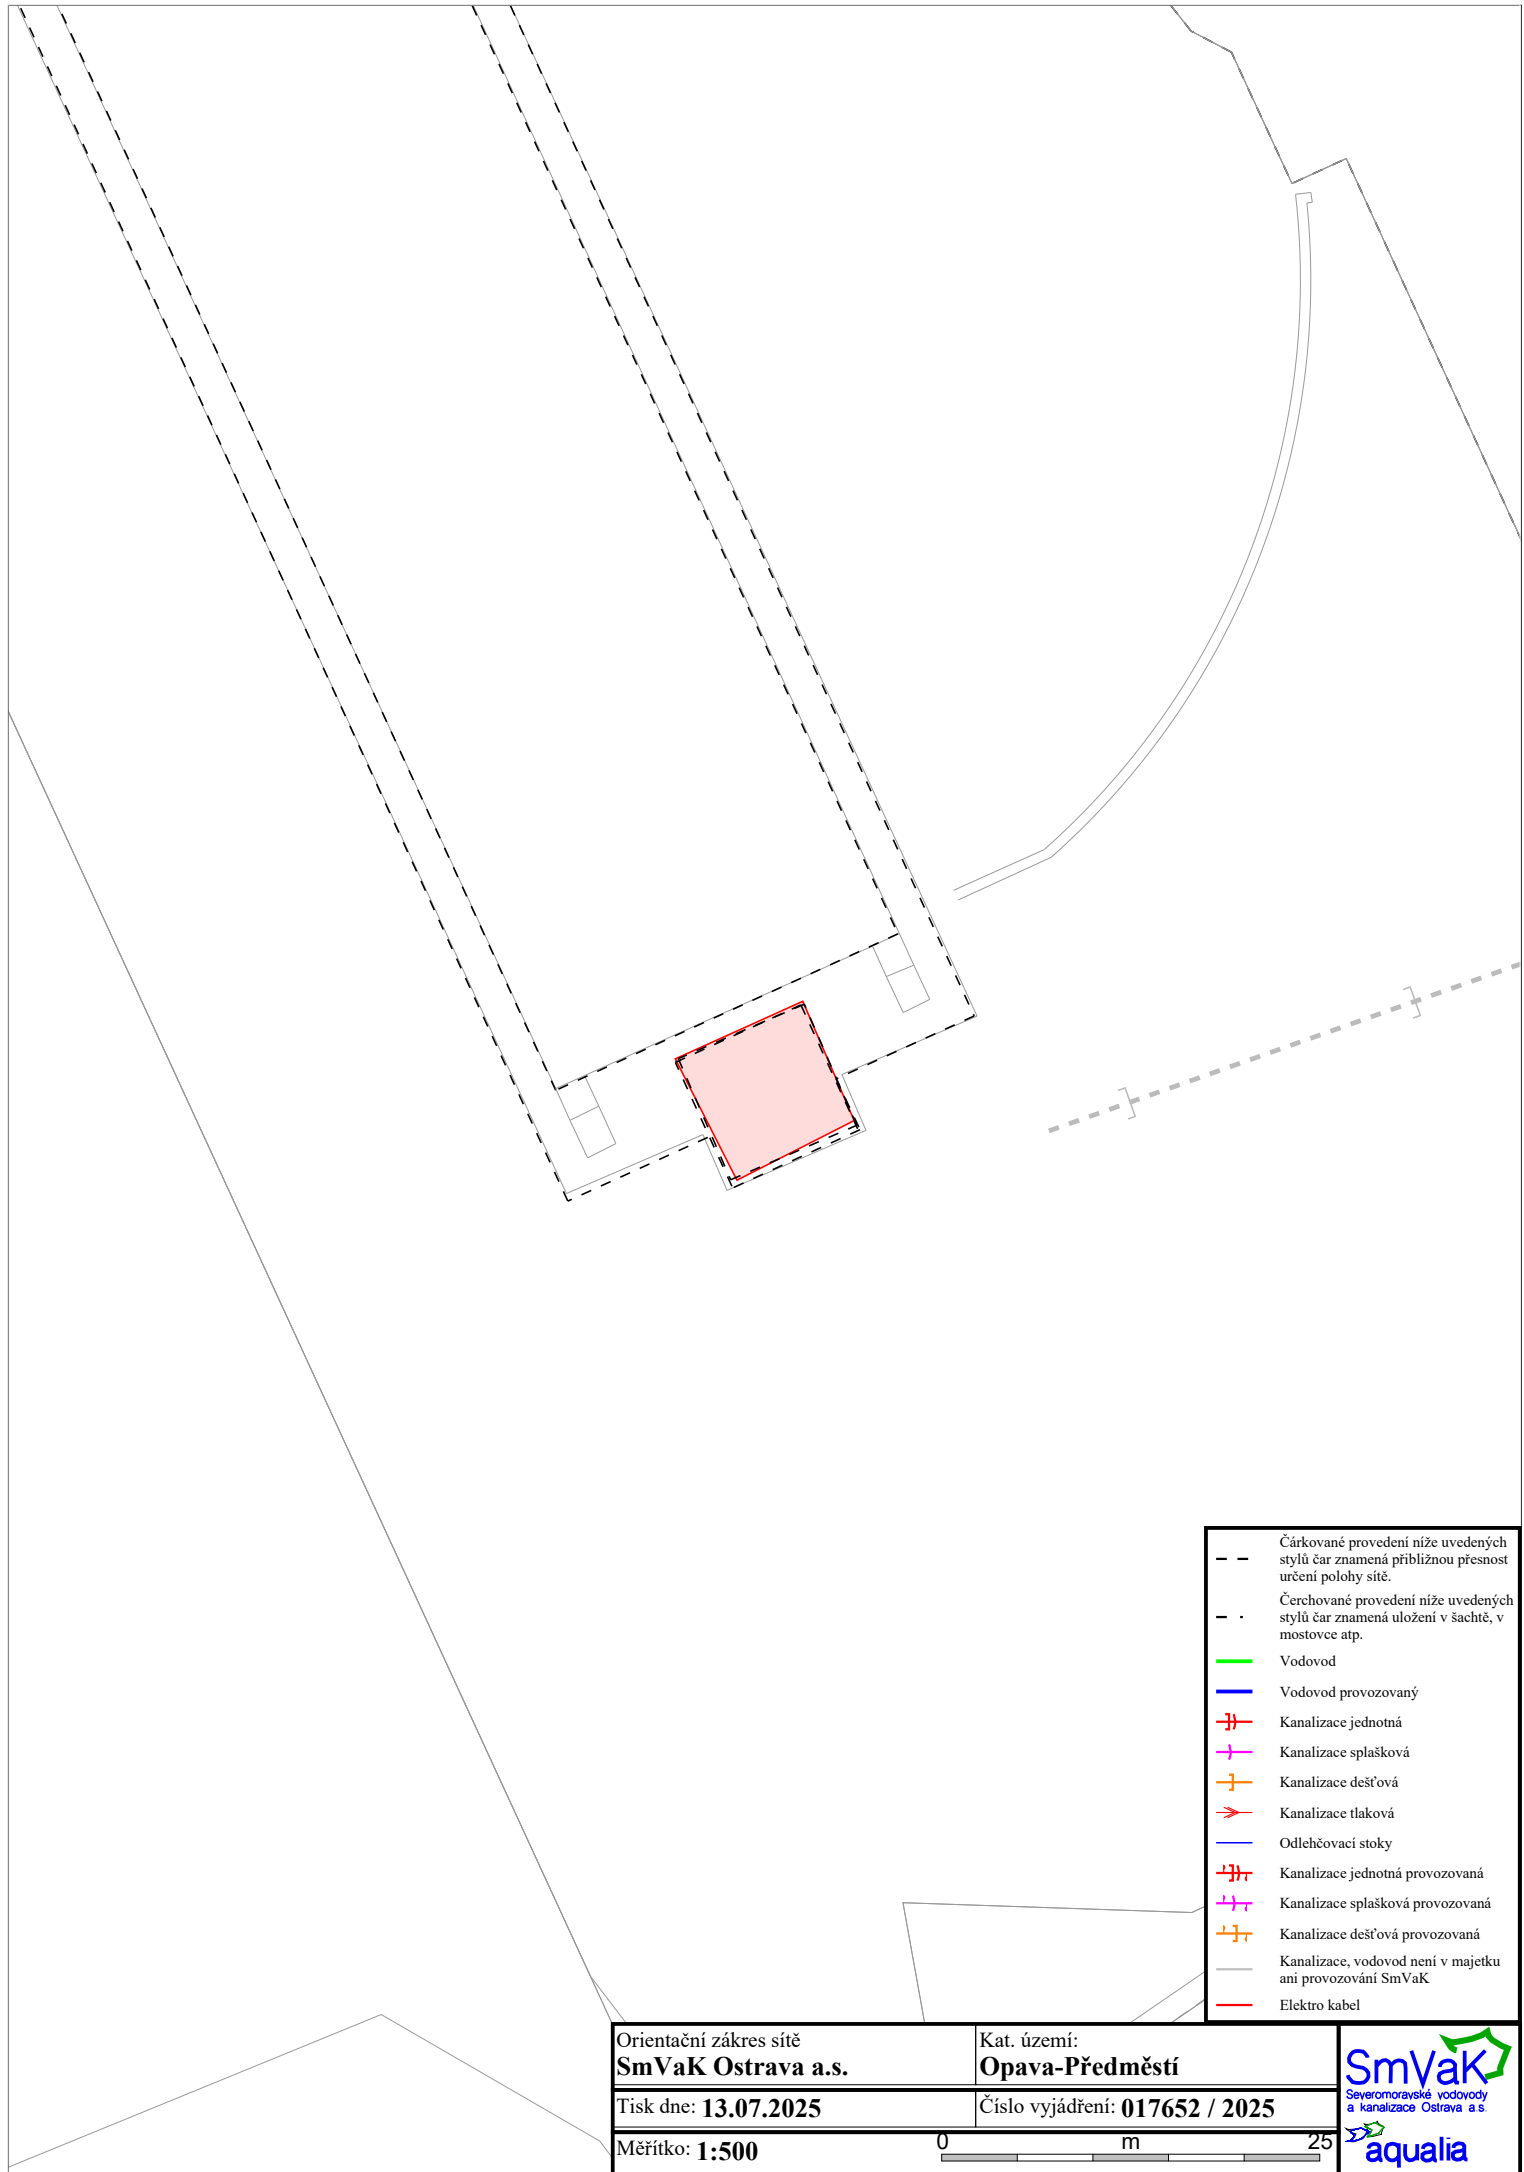 Čárkované provedení níže uvedených
stylů čar znamená přibližnou přesnost
určení polohy sítě.
Čerchované provedení níže uvedených
stylů čar znamená uložení v šachtě, v
mostovce atp.
Vodovod
Vodovod provozovaný
Kanalizace jednotná
Kanalizace splašková
Kanalizace dešťová
Kanalizace tlaková
Odlehčovací stoky
Kanalizace jednotná provozovaná
Kanalizace splašková provozovaná
Kanalizace dešťová provozovaná
Kanalizace, vodovod není v majetku
ani provozování SmVaK
Elektro kabel
Orientační zákres sítě
SmVaK Ostrava a.s.
Kat. území:
Opava-Předměstí
Tisk dne: 13.07.2025
Číslo vyjádření: 017652 / 2025
Měřítko: 1:500
0 m 25
SmVaK
Severomoravské vodovody
a kanalizace Ostrava a.s.
aqualia